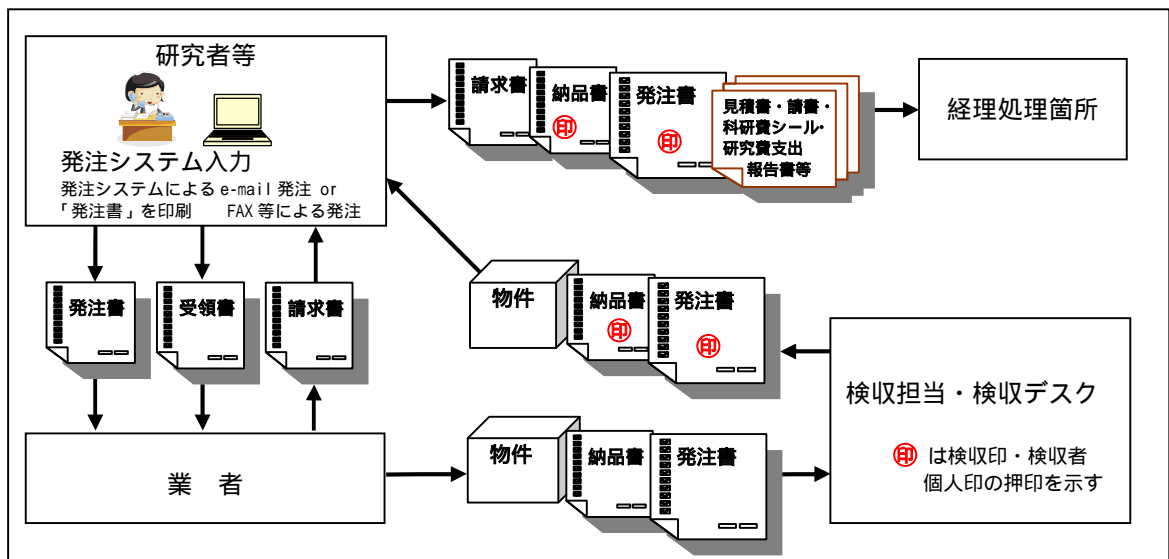 研究者等
発注システム入力
発注システムによる e-mail 発注 or
「発注書」を印刷　　FAX 等による発注
請求書
納品書
印
発注書
印
見積書・請書・
科研費シール・
研究費支出
報告書等
経理処理箇所
発注書
受領書
請求書
物件
納品書
印
発注書
印
業　者
物件
納品書
発注書
検収担当・検収デスク
印 は検収印・検収者
個人印の押印を示す